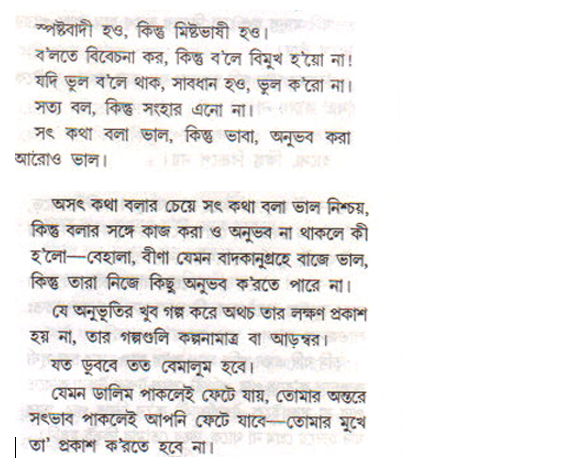 স্পষ্টবাদী হও, কিন্তু মিষ্টভাষী হও।
ব'লতে বিবেচনা কর, কিন্তু ব'লে বিমুখ হ'য়ো না!
যদি ভুল ব'লে থাক, সাবধান হও, ভুল ক'রো না।
সত্য বল, কিন্তু সংহার এনো না।
সৎ কথা বলা ভাল, কিন্তু ভাবা, অনুভব করা
আরোও ভাল।
অসৎ কথা বলার চেয়ে সৎ কথা বলা ভাল নিশ্চয়,
কিন্তু বলার সঙ্গে কাজ করা ও অনুভব না থাকলে কী
হ'লো—বেহালা, বীণা যেমন বাদকানুগ্রহে বাজে ভাল,
কিন্তু তারা নিজে কিছু অনুভব ক'রতে পারে না।
যে অনুভূতির খুব গল্প করে অথচ তার লক্ষণ প্রকাশ
হয় না, তার গল্পগুলি কল্পনামাত্র বা আড়ম্বর।
যত ডুববে তত বেমালুম হবে।
যেমন ডালিম পাকলেই ফেটে যায়, তোমার অন্তরে
সৎভাব পাকলেই আপনি ফেটে যাবে—তোমার মুখে
তা' প্রকাশ ক'রতে হবে না।